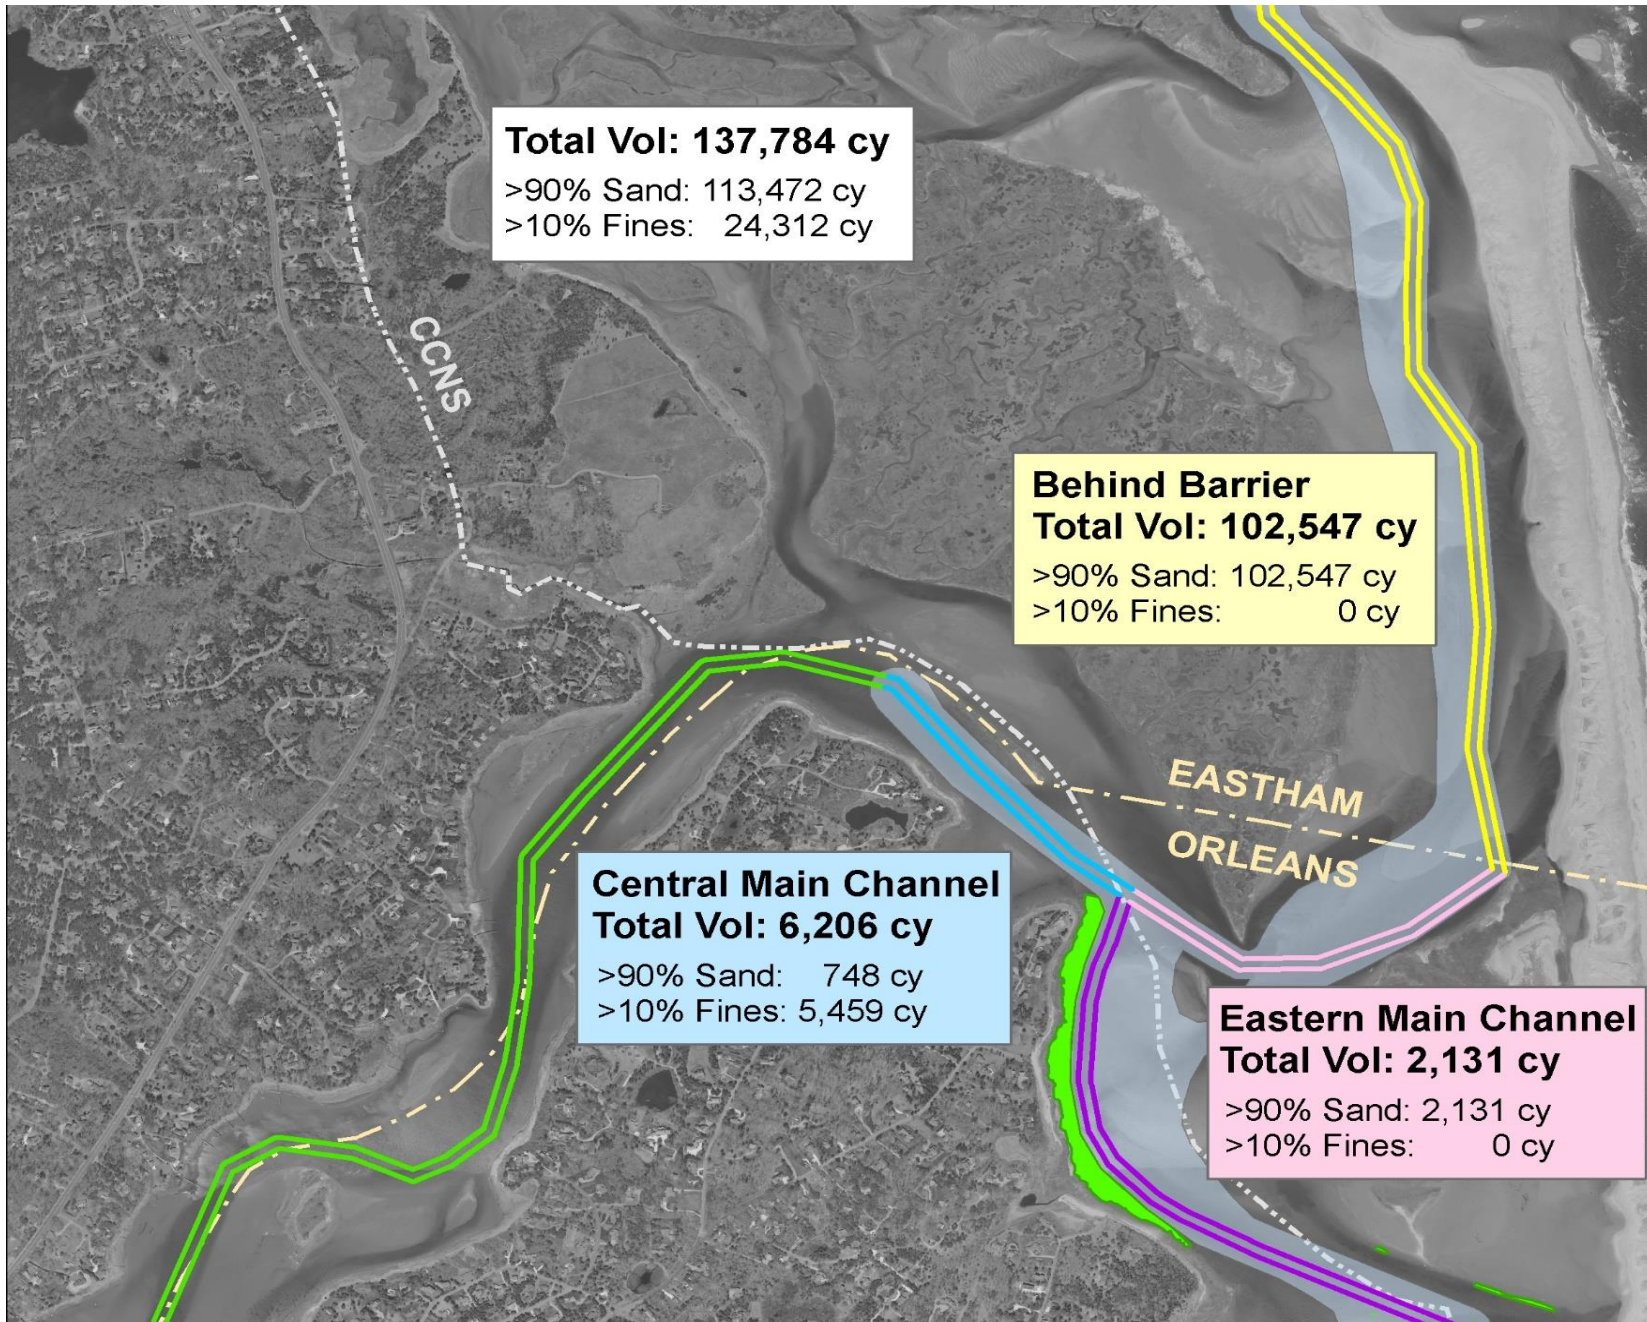 Total Vol: 137,784 cy
>90% Sand: 113,472 cy
>10% Fines: 24,312 cy
CCNS
Behind Barrier
Total Vol: 102,547 cy
>90% Sand: 102,547 cy
>10% Fines: 0 cy
EASTHAM
ORLEANS
Central Main Channel
Total Vol: 6,206 cy
>90% Sand: 748 cy
>10% Fines: 5,459 cy
Eastern Main Channel
Total Vol: 2,131 cy
>90% Sand: 2,131 cy
>10% Fines: 0 cy